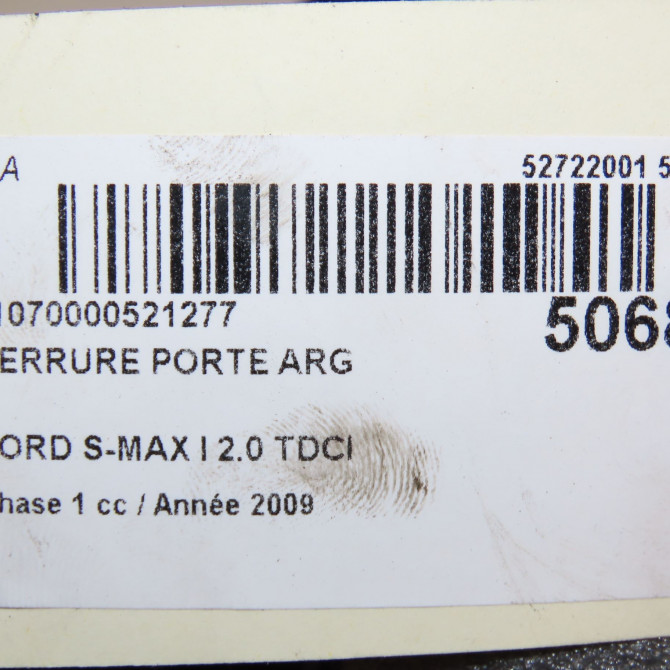 A 52722001 5
1070000521277 5068
ERRURE PORTE ARG
ORD S-MAX I 2.0 TDCI
hase 1 cc / Année 2009